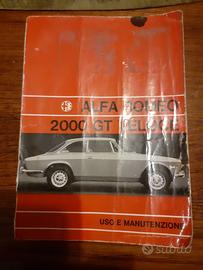 ALFA ROMEO
2000 GT VELOCE
USO E MANUTENZIONE
subito